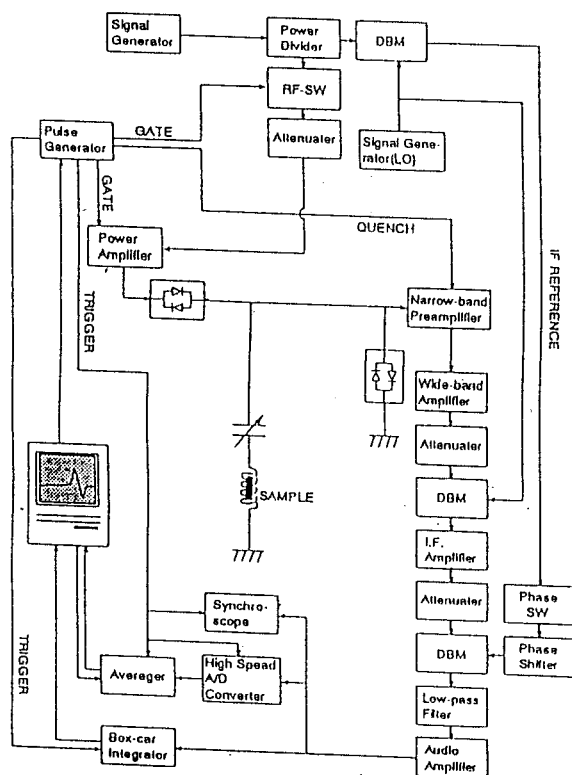 Signal
Generator
Power
Divider
DBM
RF-SW
Attenuater
Signal Gene-
rator(LO)
Pulse
Generator
GATE
GATE
QUENCH
Power
Amplifier
TRIGGER
IF REFERENCE
Narrow-band
Preamplifier
Wide-band
Amplifier
Attenuater
DBM
SAMPLE
I.F.
Amplifier
Attenuater
Phase
SW
Synchro-
scope
DBM
Phase
Shifter
TRIGGER
Averager
High Spead
A/D
Converter
Low-pass
Filter
Box-car
Integrator
Audio
Amplifier